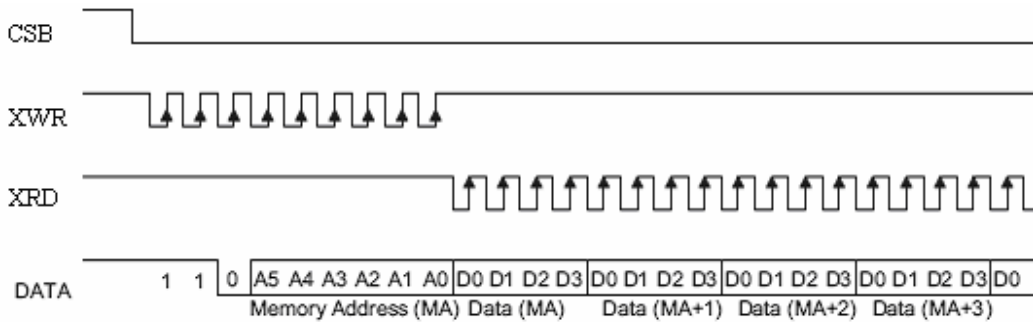 CSB
XWR
XRD
DATA 1 1 0 A5 A4 A3 A2 A1 A0 D0 D1 D2 D3 D0 D1 D2 D3 D0 D1 D2 D3 D0 D1 D2 D3 D0
Memory Address (MA) Data (MA) Data (MA+1) Data (MA+2) Data (MA+3)